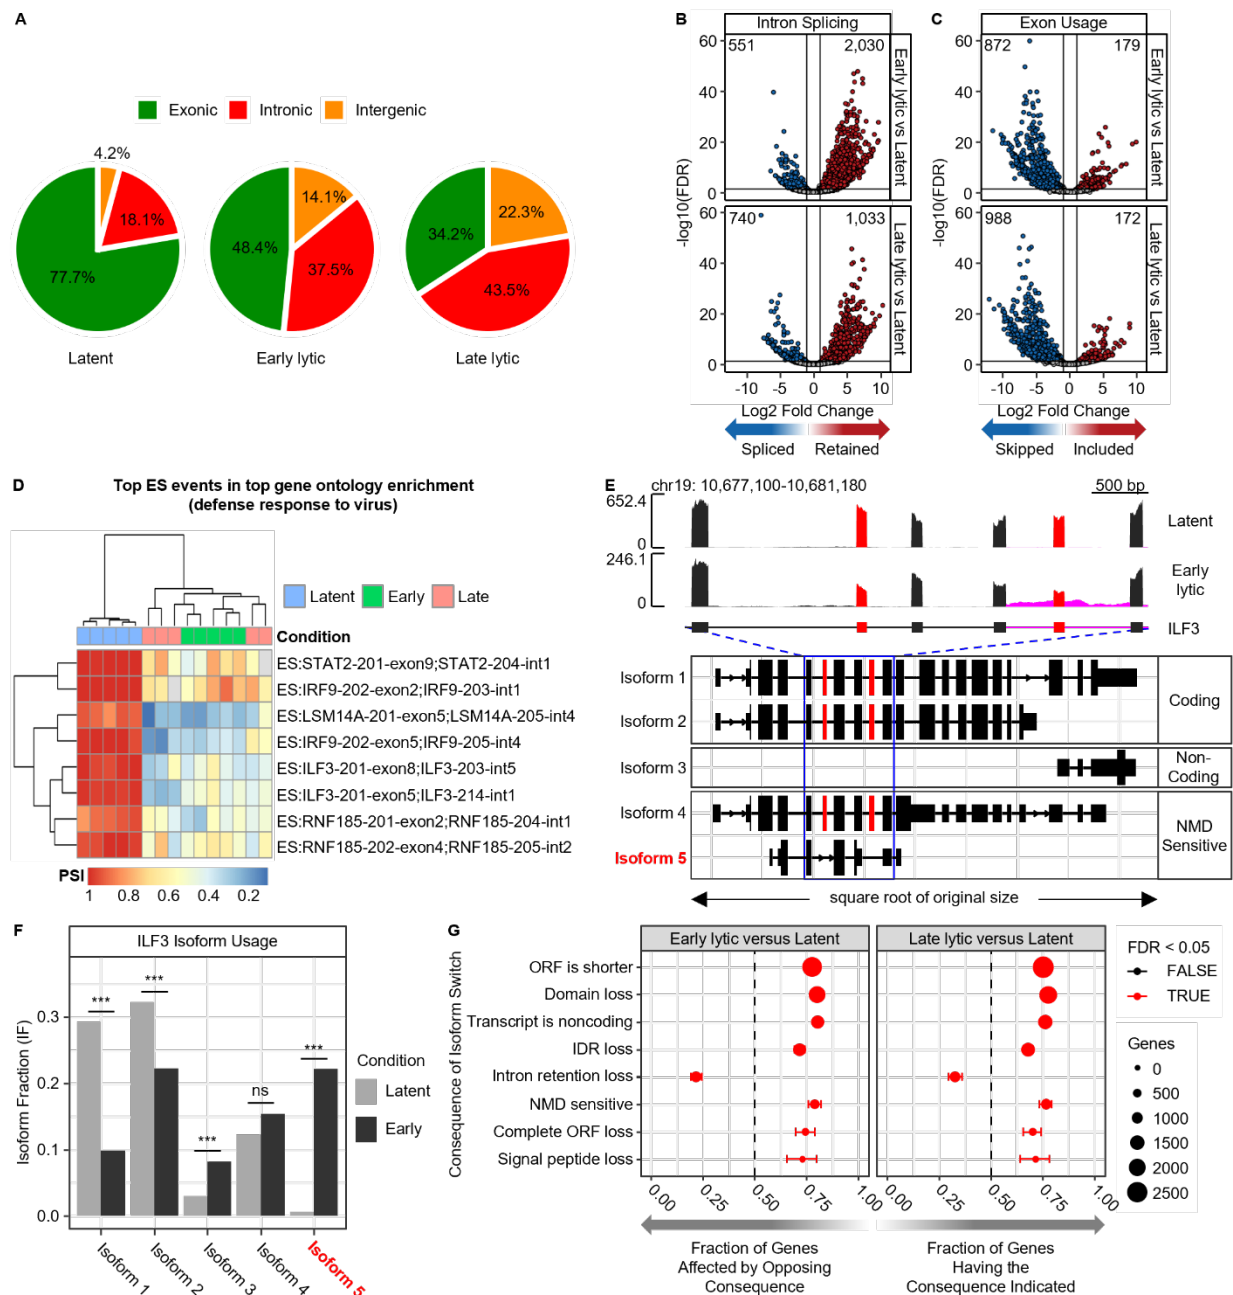 A
Exonic
Intronic
Intergenic
4.2%
18.1%
77.7%
Latent
14.1%
48.4%
37.5%
Early lytic
22.3%
34.2%
43.5%
Late lytic
B
Intron Splicing
551
2,030
Early lytic vs Latent
740
1,033
Late lytic vs Latent
-log10(FDR)
60
40
20
0
60
40
20
0
-10
-5
0
5
10
Log2 Fold Change
Spliced
Retained
C
Exon Usage
872
179
Early lytic vs Latent
988
172
Late lytic vs Latent
-log10(FDR)
60
40
20
0
60
40
20
0
-10
-5
0
5
10
Log2 Fold Change
Skipped
Included
D
Top ES events in top gene ontology enrichment
(defense response to virus)
Latent
Early
Late
Condition
ES:STAT2-201-exon9;STAT2-204-int1
ES:IRF9-202-exon2;IRF9-203-int1
ES:LSM14A-201-exon5;LSM14A-205-int4
ES:IRF9-202-exon5;IRF9-205-int4
ES:ILF3-201-exon8;ILF3-203-int5
ES:ILF3-201-exon5;ILF3-214-int1
ES:RNF185-201-exon2;RNF185-204-int1
ES:RNF185-202-exon4;RNF185-205-int2
PSI
1
0.8
0.6
0.4
0.2
E
chr19: 10,677,100-10,681,180
500 bp
652.4
0
Latent
246.1
0
Early
lytic
ILF3
Isoform 1
Isoform 2
Coding
Isoform 3
Non-
Coding
Isoform 4
Isoform 5
NMD
Sensitive
square root of original size
F
ILF3 Isoform Usage
Isoform Fraction (IF)
0.3
0.2
0.1
0.0
***
***
***
ns
***
Condition
Latent
Early
Isoform 1
Isoform 2
Isoform 3
Isoform 4
Isoform 5
G
Early lytic versus Latent
Late lytic versus Latent
Consequence of Isoform Switch
ORF is shorter
Domain loss
Transcript is noncoding
IDR loss
Intron retention loss
NMD sensitive
Complete ORF loss
Signal peptide loss
0.00
0.25
0.50
0.75
1.00
0.00
0.25
0.50
0.75
1.00
Fraction of Genes
Affected by Opposing
Consequence
Fraction of Genes
Having the
Consequence Indicated
FDR < 0.05
FALSE
TRUE
Genes
0
500
1000
1500
2000
2500